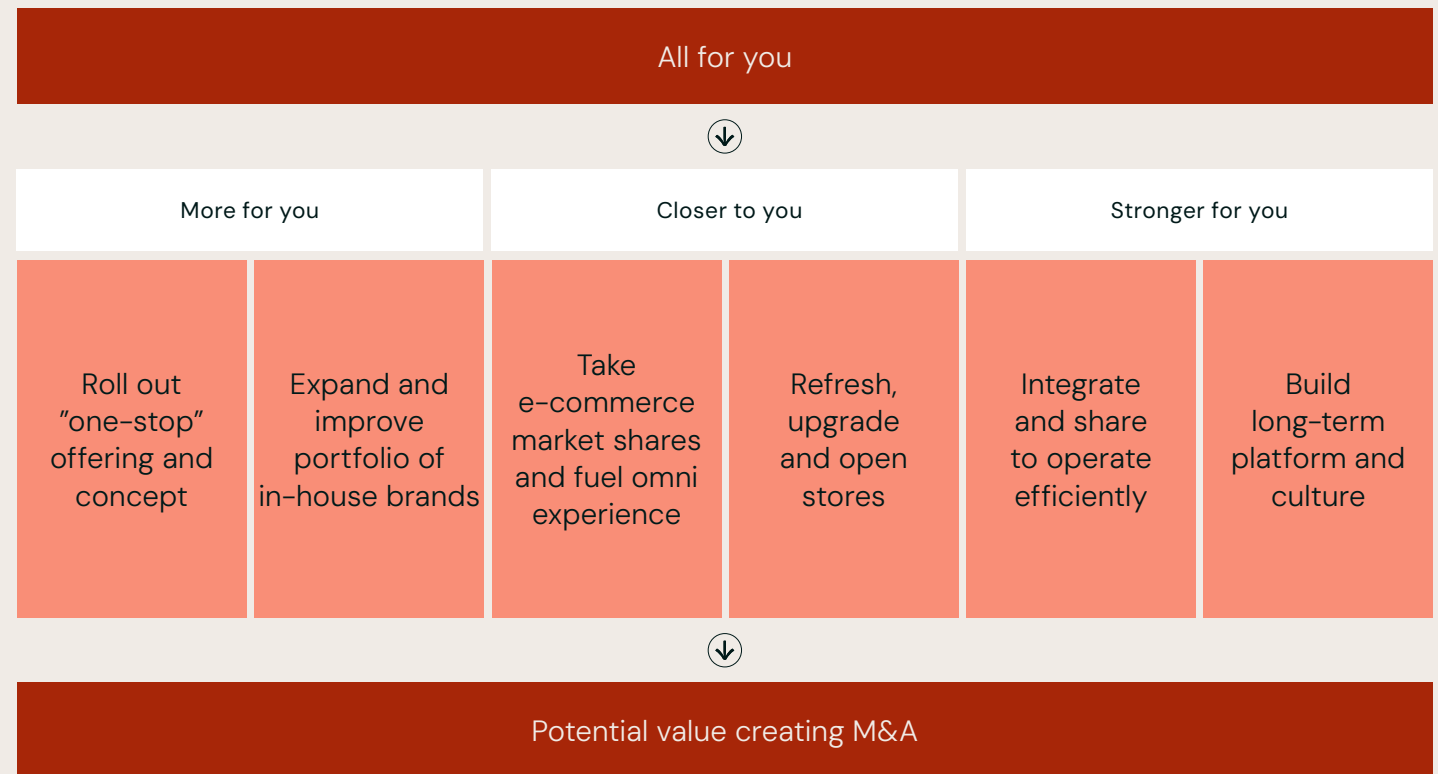 All for you
More for you
Closer to you
Stronger for you
Roll out
”one-stop”
offering and
concept
Expand and
improve
portfolio of
in-house brands
Take
e-commerce
market shares
and fuel omni
experience
Refresh,
upgrade
and open
stores
Integrate
and share
to operate
efficiently
Build
long-term
platform and
culture
Potential value creating M&A